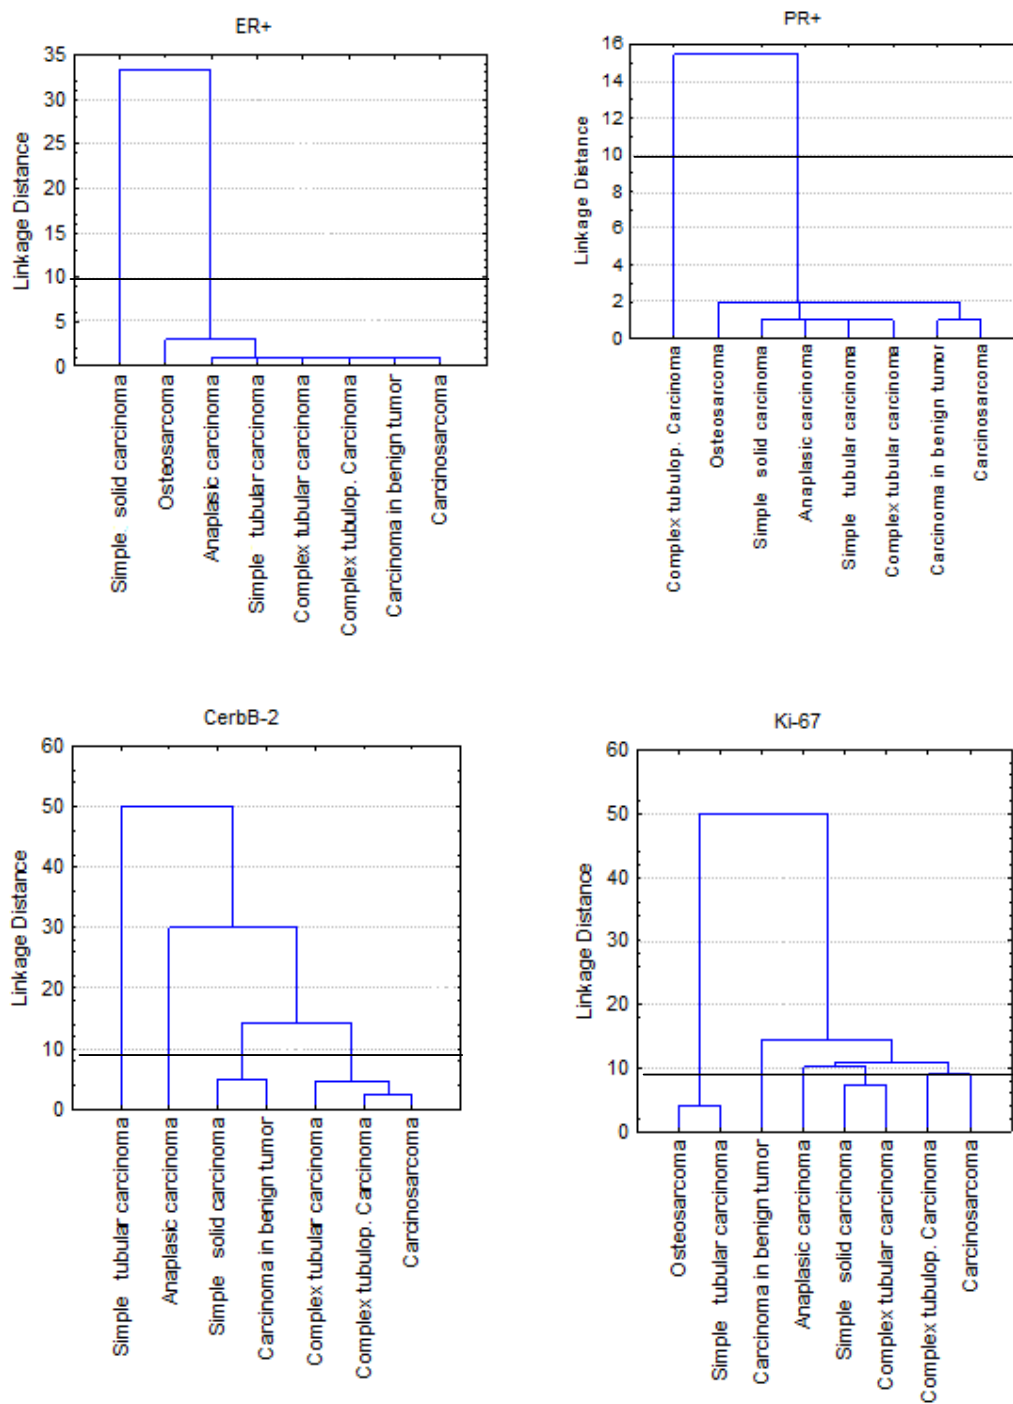 ER+
35
30
25
20
15
10
5
0
Linkage Distance
Simple solid carcinoma
Osteosarcoma
Anaplasic carcinoma
Simple tubular carcinoma
Complex tubular carcinoma
Complex tubulop. Carcinoma
Carcinoma in benign tumor
Carcinosarcoma
PR+
16
14
12
10
8
6
4
2
0
Linkage Distance
Complex tubulop. Carcinoma
Osteosarcoma
Simple solid carcinoma
Anaplasic carcinoma
Simple tubular carcinoma
Complex tubular carcinoma
Carcinoma in benign tumor
Carcinosarcoma
CerbB-2
60
50
40
30
20
10
0
Linkage Distance
Simple tubular carcinoma
Anaplasic carcinoma
Simple solid carcinoma
Carcinoma in benign tumor
Complex tubular carcinoma
Complex tubulop. Carcinoma
Carcinosarcoma
Ki-67
60
50
40
30
20
10
0
Linkage Distance
Osteosarcoma
Simple tubular carcinoma
Carcinoma in benign tumor
Anaplasic carcinoma
Simple solid carcinoma
Complex tubular carcinoma
Complex tubulop. Carcinoma
Carcinosarcoma